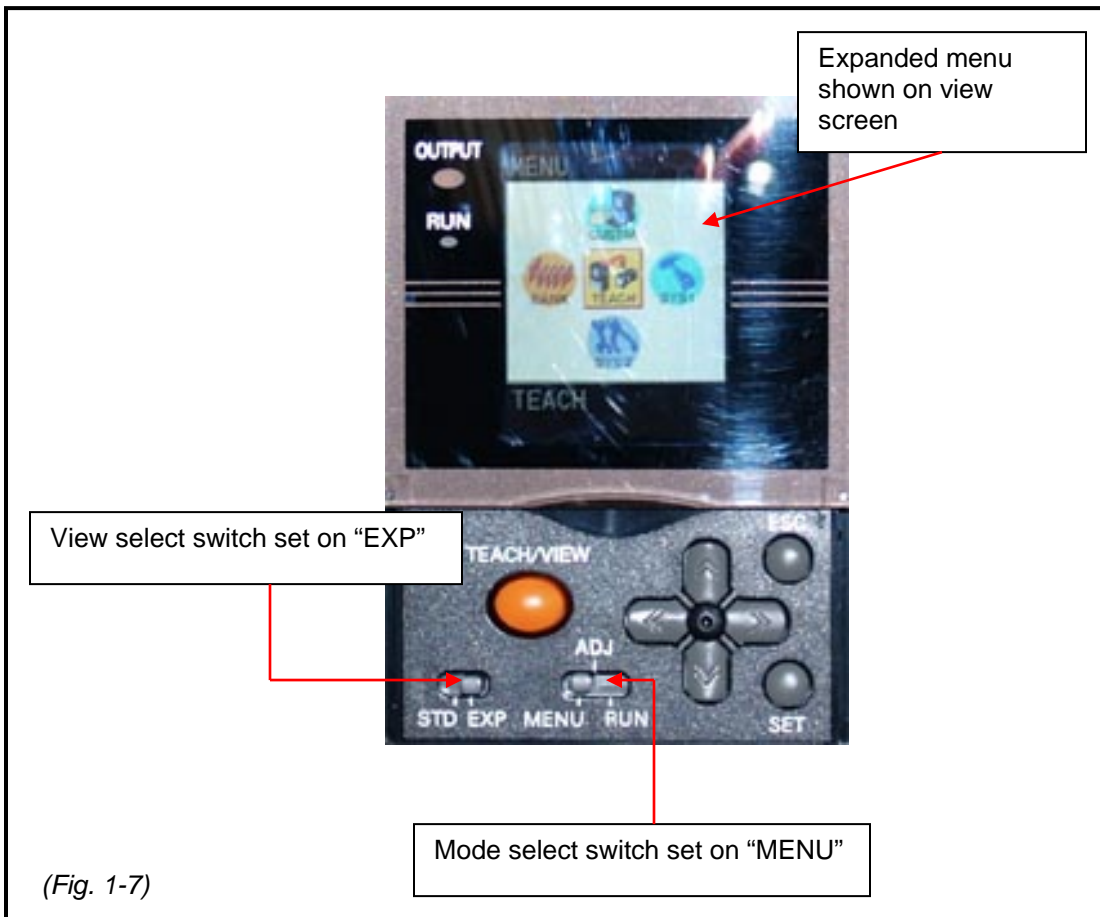 Expanded menu
shown on view
screen
OUTPUT
MENU
RUN
TEACH
TEACH
View select switch set on “EXP”
ESC
TEACH/VIEW
ADJ
STD EXP MENU RUN
SET
Mode select switch set on “MENU”
(Fig. 1-7)